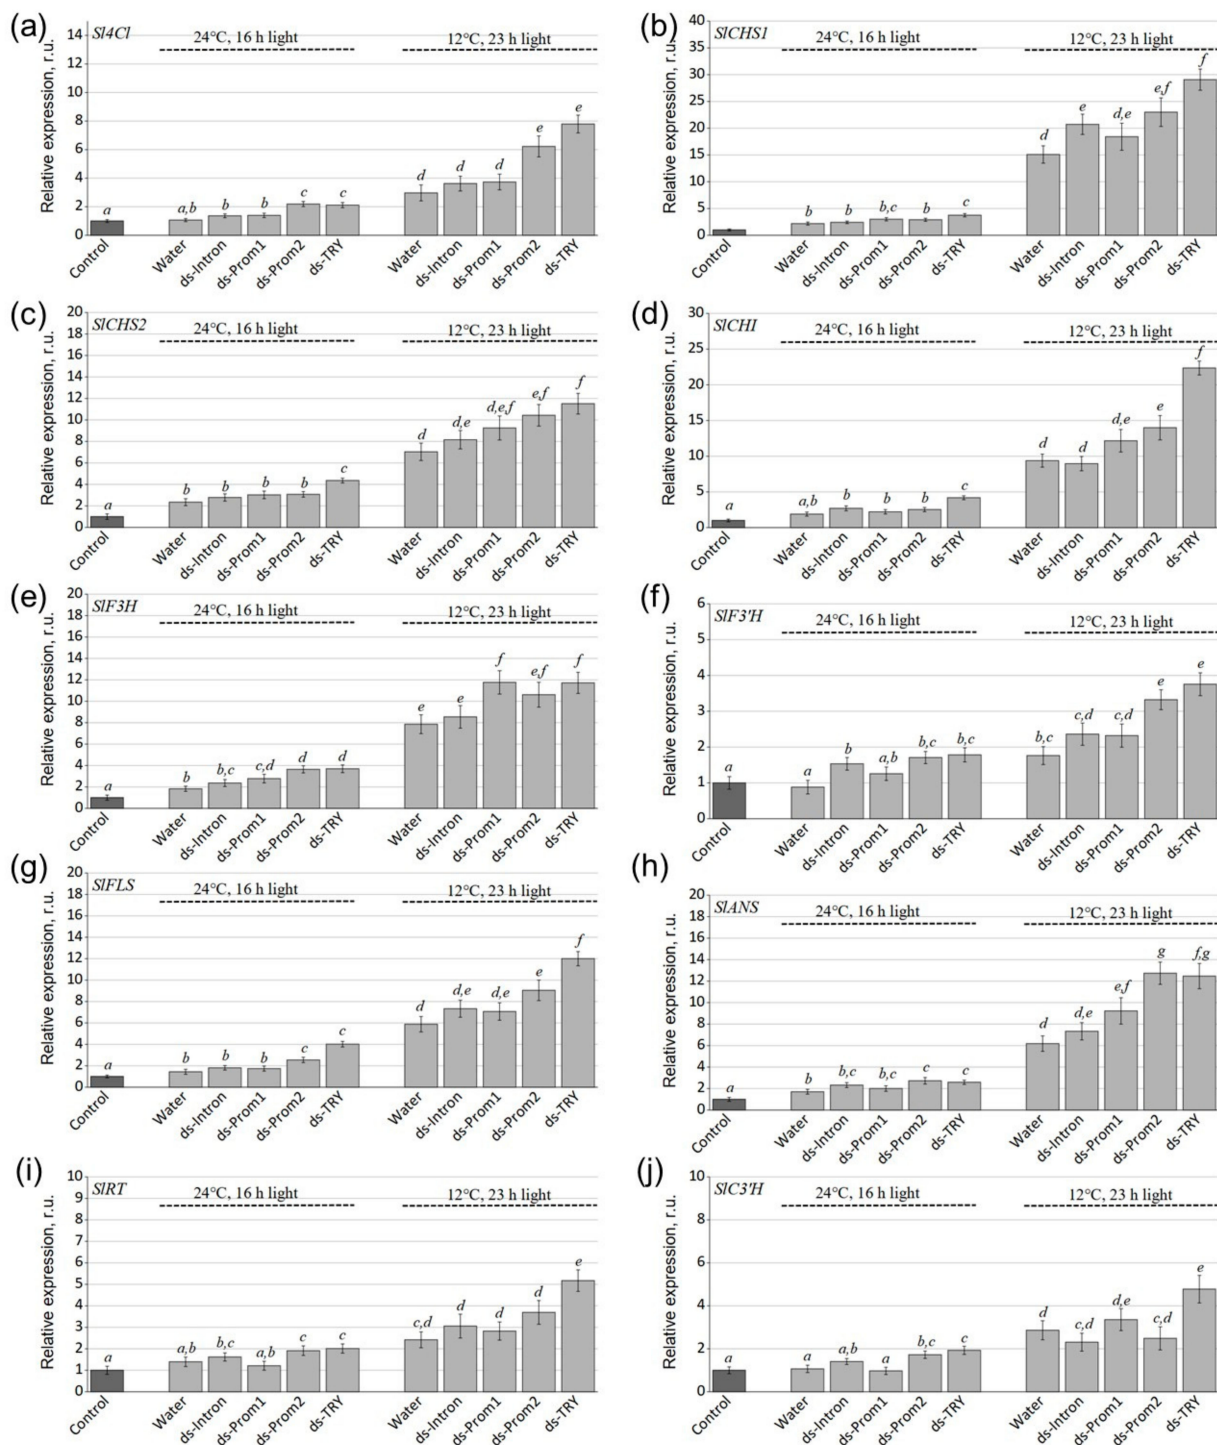 (a)
Sl4Cl
24°C, 16 h light
12°C, 23 h light
Relative expression, r.u.
14
12
10
8
6
4
2
0
a
a,b
b
b
c
c
d
d
d
e
e
Control
Water
ds-Intron
ds-Prom1
ds-Prom2
ds-TRY
Water
ds-Intron
ds-Prom1
ds-Prom2
ds-TRY
(b)
SlCHS1
24°C, 16 h light
12°C, 23 h light
Relative expression, r.u.
40
35
30
25
20
15
10
5
0
a
b
b
b,c
b
c
d
e
d,e
e,f
f
Control
Water
ds-Intron
ds-Prom1
ds-Prom2
ds-TRY
Water
ds-Intron
ds-Prom1
ds-Prom2
ds-TRY
(c)
SlCHS2
24°C, 16 h light
12°C, 23 h light
Relative expression, r.u.
20
18
16
14
12
10
8
6
4
2
0
a
b
b
b
b
c
d
d,e
d,e,f
e,f
f
Control
Water
ds-Intron
ds-Prom1
ds-Prom2
ds-TRY
Water
ds-Intron
ds-Prom1
ds-Prom2
ds-TRY
(d)
SlCHI
24°C, 16 h light
12°C, 23 h light
Relative expression, r.u.
30
25
20
15
10
5
0
a
a,b
b
b
b
c
d
d
d,e
e
f
Control
Water
ds-Intron
ds-Prom1
ds-Prom2
ds-TRY
Water
ds-Intron
ds-Prom1
ds-Prom2
ds-TRY
(e)
SlF3H
24°C, 16 h light
12°C, 23 h light
Relative expression, r.u.
20
18
16
14
12
10
8
6
4
2
0
a
b
b,c
c,d
d
d
e
e
f
e,f
f
Control
Water
ds-Intron
ds-Prom1
ds-Prom2
ds-TRY
Water
ds-Intron
ds-Prom1
ds-Prom2
ds-TRY
(f)
SlF3'H
24°C, 16 h light
12°C, 23 h light
Relative expression, r.u.
6
5
4
3
2
1
0
a
a
b
a,b
b,c
b,c
b,c
c,d
c,d
e
e
Control
Water
ds-Intron
ds-Prom1
ds-Prom2
ds-TRY
Water
ds-Intron
ds-Prom1
ds-Prom2
ds-TRY
(g)
SlFLS
24°C, 16 h light
12°C, 23 h light
Relative expression, r.u.
20
18
16
14
12
10
8
6
4
2
0
a
b
b
b
c
c
d
d,e
d,e
e
f
Control
Water
ds-Intron
ds-Prom1
ds-Prom2
ds-TRY
Water
ds-Intron
ds-Prom1
ds-Prom2
ds-TRY
(h)
SlANS
24°C, 16 h light
12°C, 23 h light
Relative expression, r.u.
20
18
16
14
12
10
8
6
4
2
0
a
b
b,c
b,c
c
c
d
d,e
e,f
g
f,g
Control
Water
ds-Intron
ds-Prom1
ds-Prom2
ds-TRY
Water
ds-Intron
ds-Prom1
ds-Prom2
ds-TRY
(i)
SlRT
24°C, 16 h light
12°C, 23 h light
Relative expression, r.u.
10
9
8
7
6
5
4
3
2
1
0
a
a,b
b,c
a,b
c
c
c,d
d
d
d
e
Control
Water
ds-Intron
ds-Prom1
ds-Prom2
ds-TRY
Water
ds-Intron
ds-Prom1
ds-Prom2
ds-TRY
(j)
SlC3'H
24°C, 16 h light
12°C, 23 h light
Relative expression, r.u.
10
8
6
4
2
0
a
a
a,b
a
b,c
c
d
c,d
d,e
c,d
e
Control
Water
ds-Intron
ds-Prom1
ds-Prom2
ds-TRY
Water
ds-Intron
ds-Prom1
ds-Prom2
ds-TRY